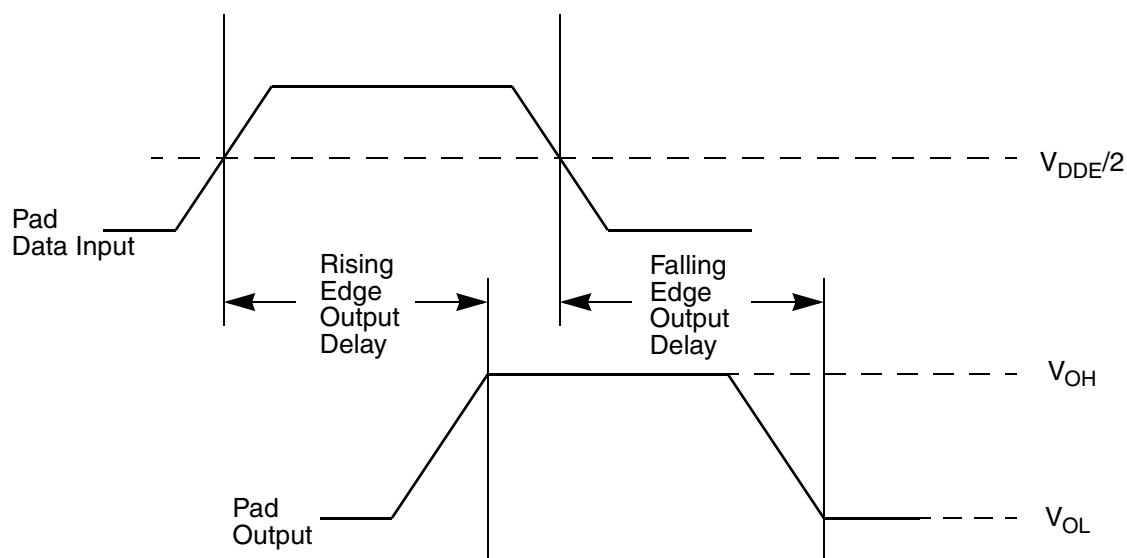 V_DDE/2
Pad
Data Input
Rising
Edge
Output
Delay
Falling
Edge
Output
Delay
V_OH
Pad
Output
V_OL